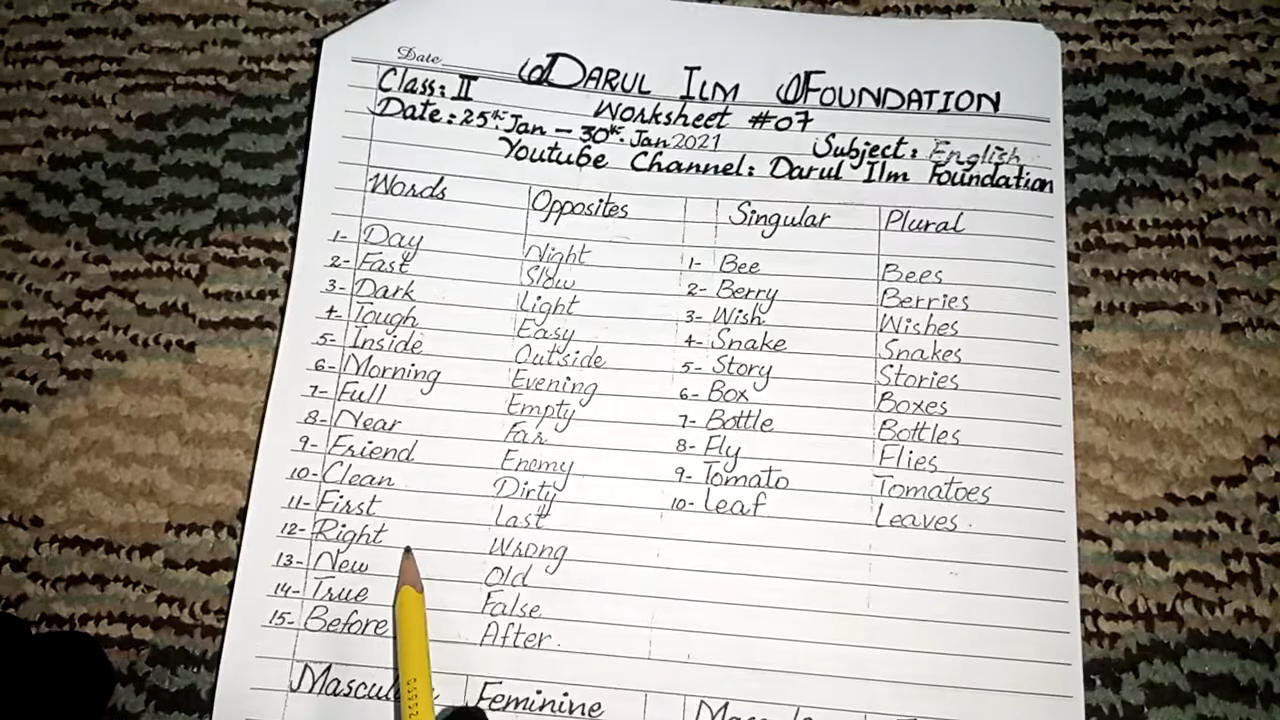 Date
DARUL ILM FOUNDATION
Class: II
Worksheet #07
Date: 25th Jan - 30th Jan 2021
Subject: English
Youtube Channel: Darul Ilm Foundation
Words Opposites Singular Plural
1- Day Night 1- Bee Bees
2- Fast Slow 2- Berry Berries
3- Dark Light 3- Wish Wishes
4- Tough Easy 4- Snake Snakes
5- Inside Outside 5- Story Stories
6- Morning Evening 6- Box Boxes
7- Full Empty 7- Bottle Bottles
8- Near Far 8- Fly Flies
9- Friend Enemy 9- Tomato Tomatoes
10- Clean Dirty 10- Leaf Leaves.
11- First Last
12- Right Wrong
13- New Old
14- True False
15- Before After.
Feminine